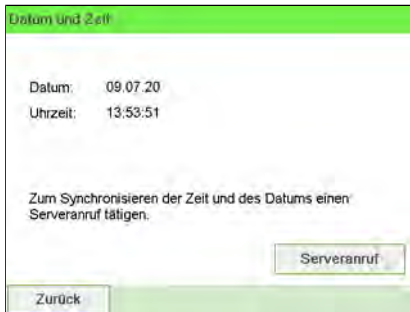 Datum und Zeit
Datum: 09.07.20
Uhrzeit: 13:53:51
Zum Synchronisieren der Zeit und des Datums einen
Serveranruf tätigen.
Serveranruf
Zurück